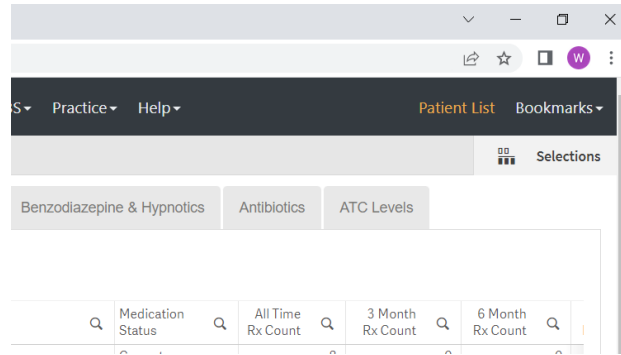 W
Practice Help Patient List Bookmarks
Selections
Benzodiazepine & Hypnotics Antibiotics ATC Levels
Medication All Time 3 Month 6 Month
Status Rx Count Rx Count Rx Count